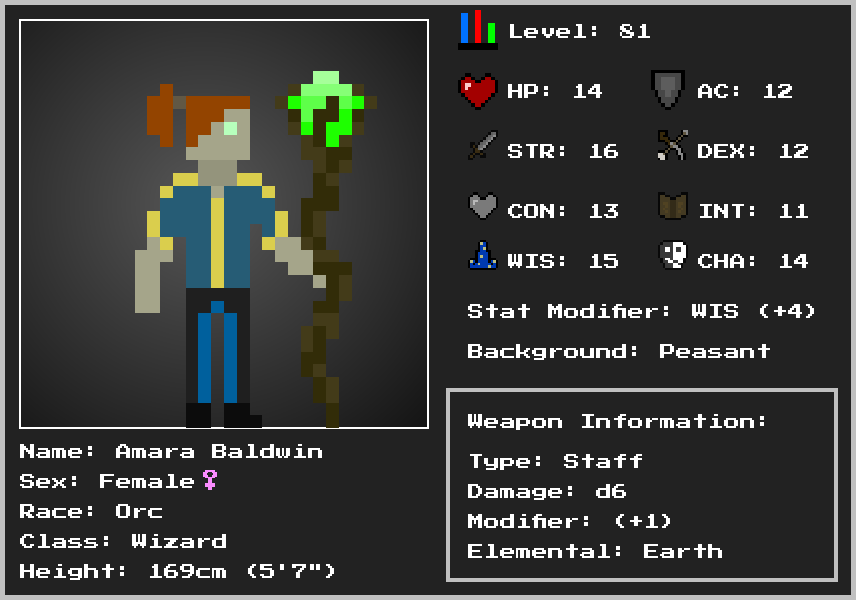 Level: 81
HP: 14
AC: 12
STR: 16
DEX: 12
CON: 13
INT: 11
WIS: 15
CHA: 14
Stat Modifier: WIS (+4)
Background: Peasant
Weapon Information:
Type: Staff
Damage: d6
Modifier: (+1)
Elemental: Earth
Name: Amara Baldwin
Sex: Female♀
Race: Orc
Class: Wizard
Height: 169cm (5'7")